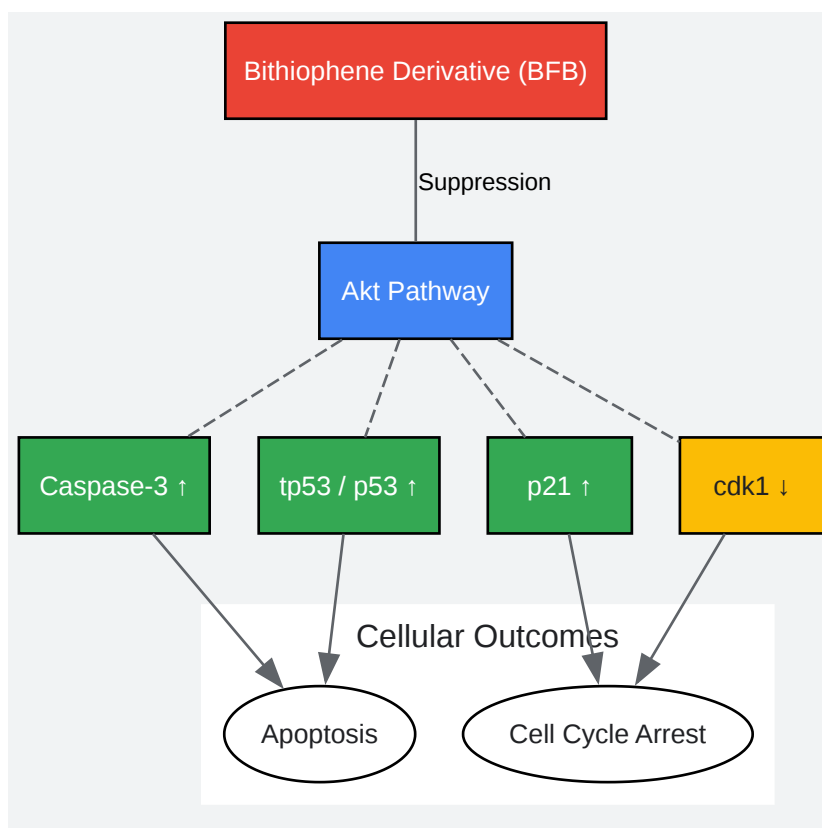 Bithiophene Derivative (BFB)
Suppression
Akt Pathway
Caspase-3 ↑
tp53 / p53 ↑
p21 ↑
cdk1 ↓
Cellular Outcomes
Apoptosis
Cell Cycle Arrest